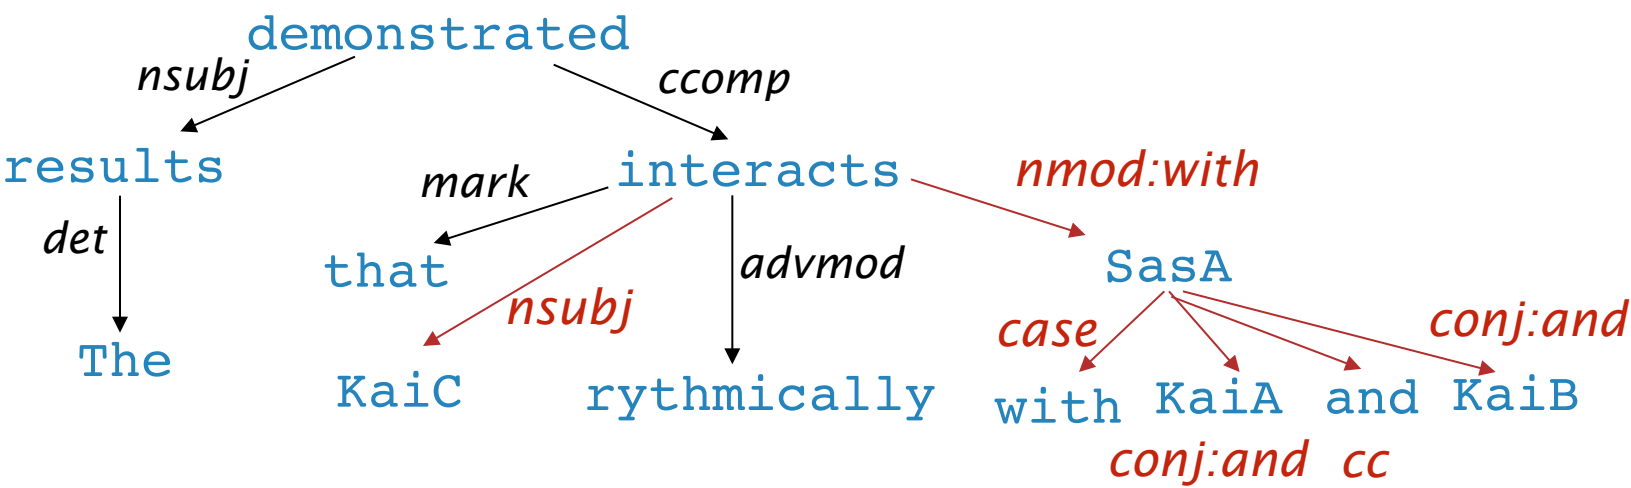 demonstrated
nsubj ccomp
results interacts nmod:with
mark
det that advmod SasA
nsubj case conj:and
The KaiC rythmically with KaiA and KaiB
conj:and cc